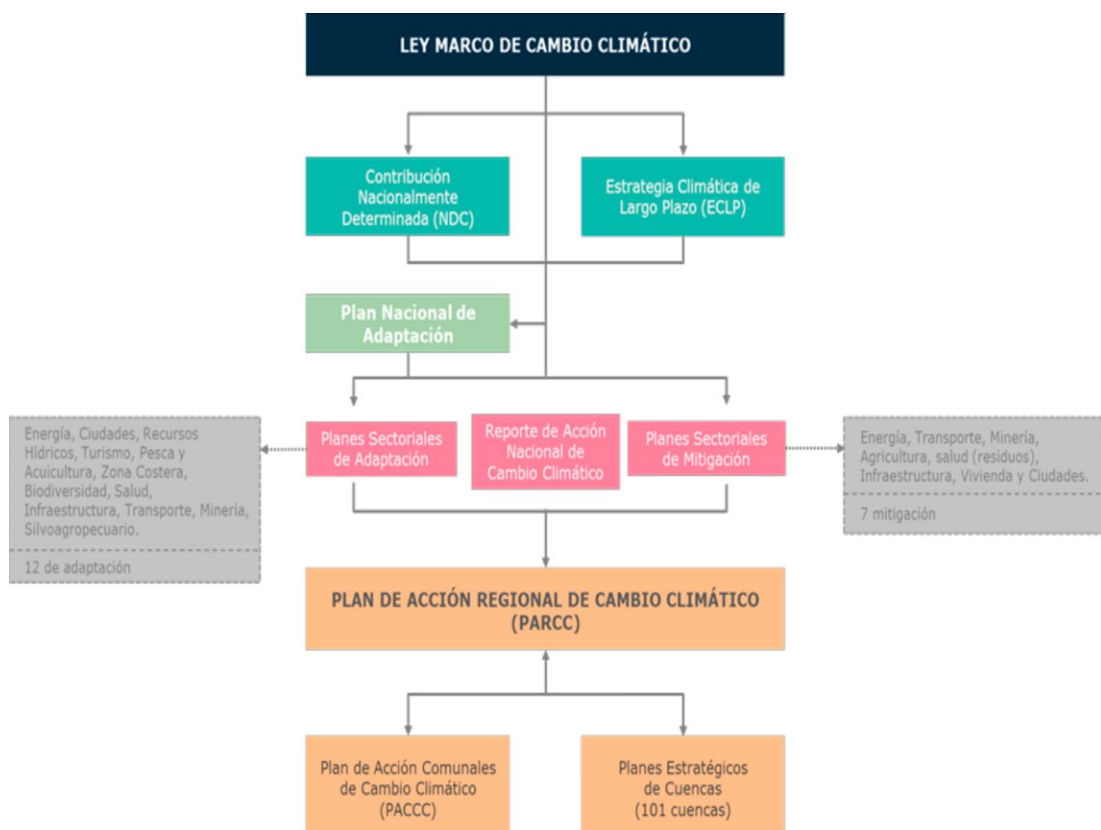 LEY MARCO DE CAMBIO CLIMÁTICO
Contribución
Nacionalmente
Determinada (NDC)
Estrategia Climática de
Largo Plazo (ECLP)
Plan Nacional de
Adaptación
Energía, Ciudades, Recursos
Hídricos, Turismo, Pesca y
Acuicultura, Zona Costera,
Biodiversidad, Salud,
Infraestructura, Transporte, Minería,
Silvoagropecuario.
12 de adaptación
Planes Sectoriales
de Adaptación
Reporte de Acción
Nacional de
Cambio Climático
Planes Sectoriales
de Mitigación
Energía, Transporte, Minería,
Agricultura, salud (residuos),
Infraestructura, Vivienda y Ciudades.
7 mitigación
PLAN DE ACCIÓN REGIONAL DE CAMBIO CLIMÁTICO
(PARCC)
Plan de Acción Comunales
de Cambio Climático
(PACCC)
Planes Estratégicos
de Cuencas
(101 cuencas)